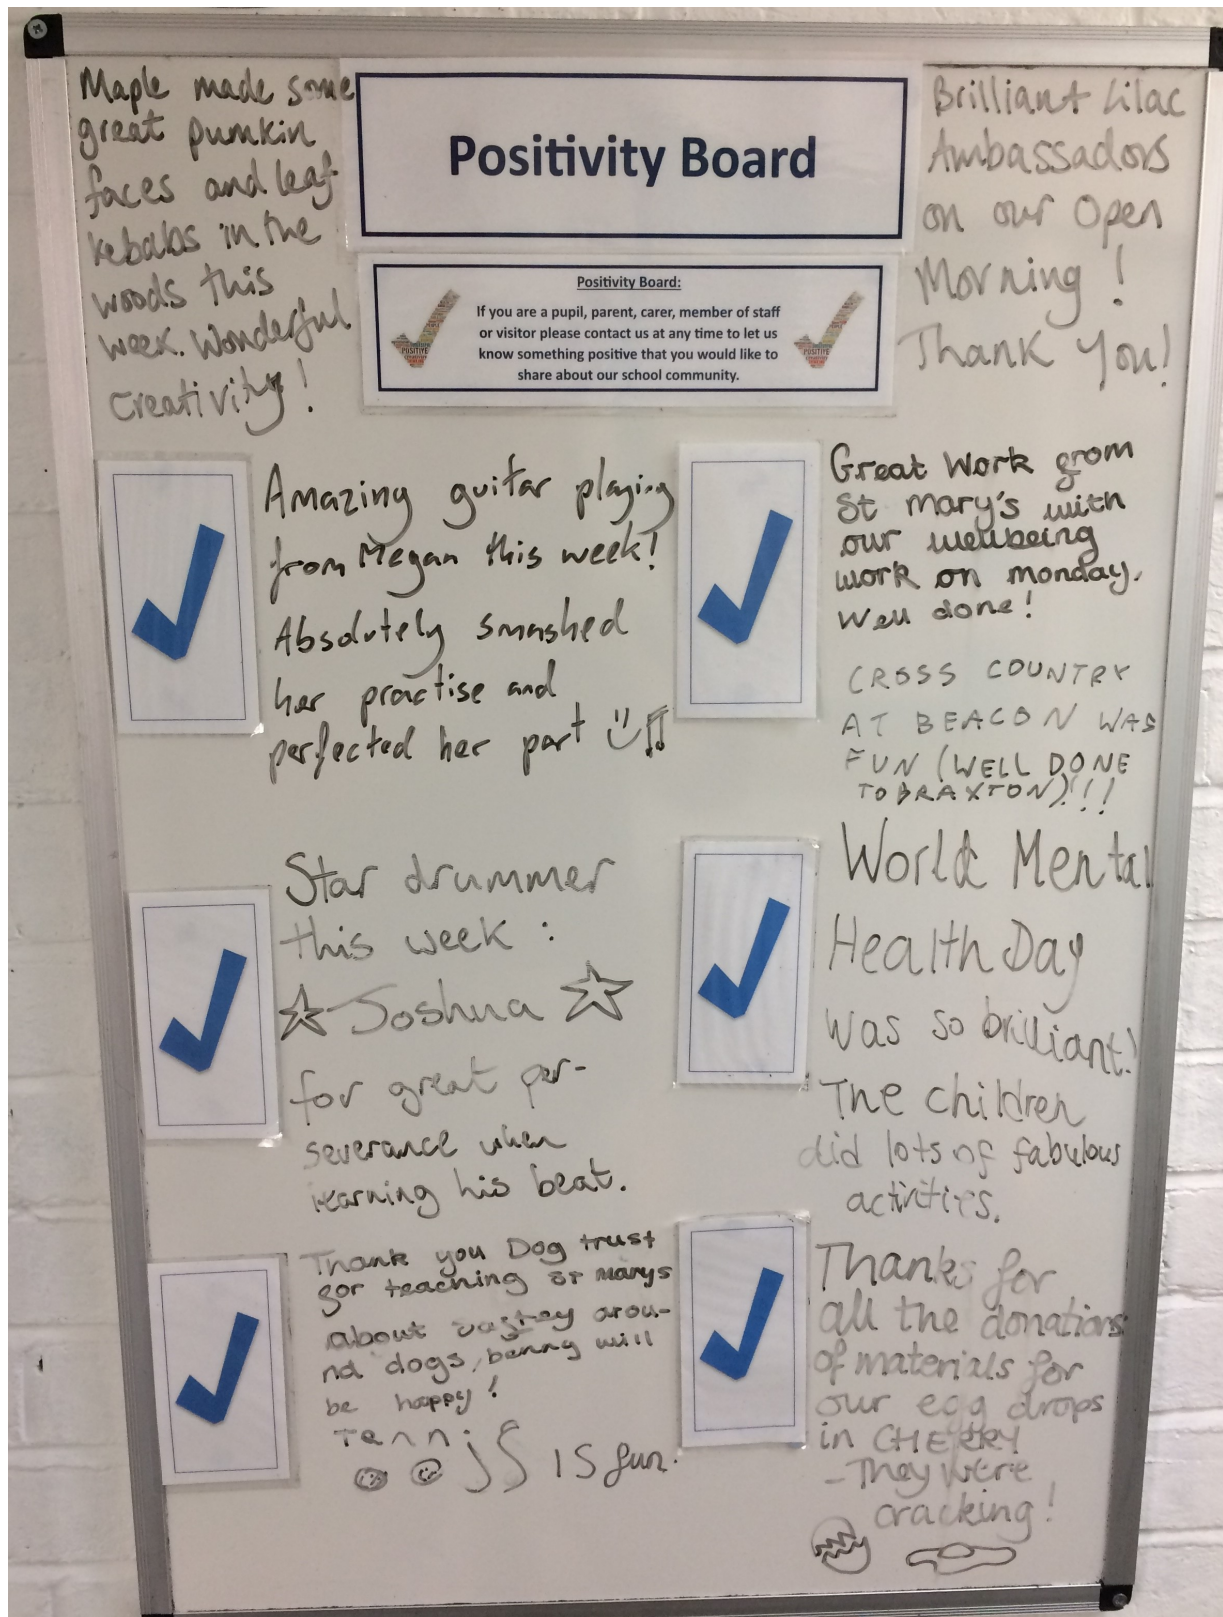 Maple made some
great pumkin
faces and leaf
kebabs in the
woods this
week. Wonderful
Creativity!
Positivity Board
Positivity Board:
If you are a pupil, parent, carer, member of staff
or visitor please contact us at any time to let us
know something positive that you would like to
share about our school community.
POSITIVE
POSITIVE
Brilliant Lilac
Ambassadors
on our Open
Morning!
Thank You!
Amazing guitar playing
from Megan this week!
Absolutely smashed
her practise and
perfected her part
Great Work from
St mary's with
our wellbeing
work on monday.
Well done!
CROSS COUNTRY
AT BEACON WAS
FUN (WELL DONE
TO BRAXTON)!!!
Star drummer
this week:
Joshua
for great per-
severance when
learning his beat.
World Mental
Health Day
was so brilliant!
The children
did lots of fabulous
activities.
Thank you Dog trust
for teaching st marys
about arou-
nd dogs, benny will
be happy!
Tennis is fun.
Thanks for
all the donations
of materials for
our egg drops
in CHERRY
- They were
cracking!